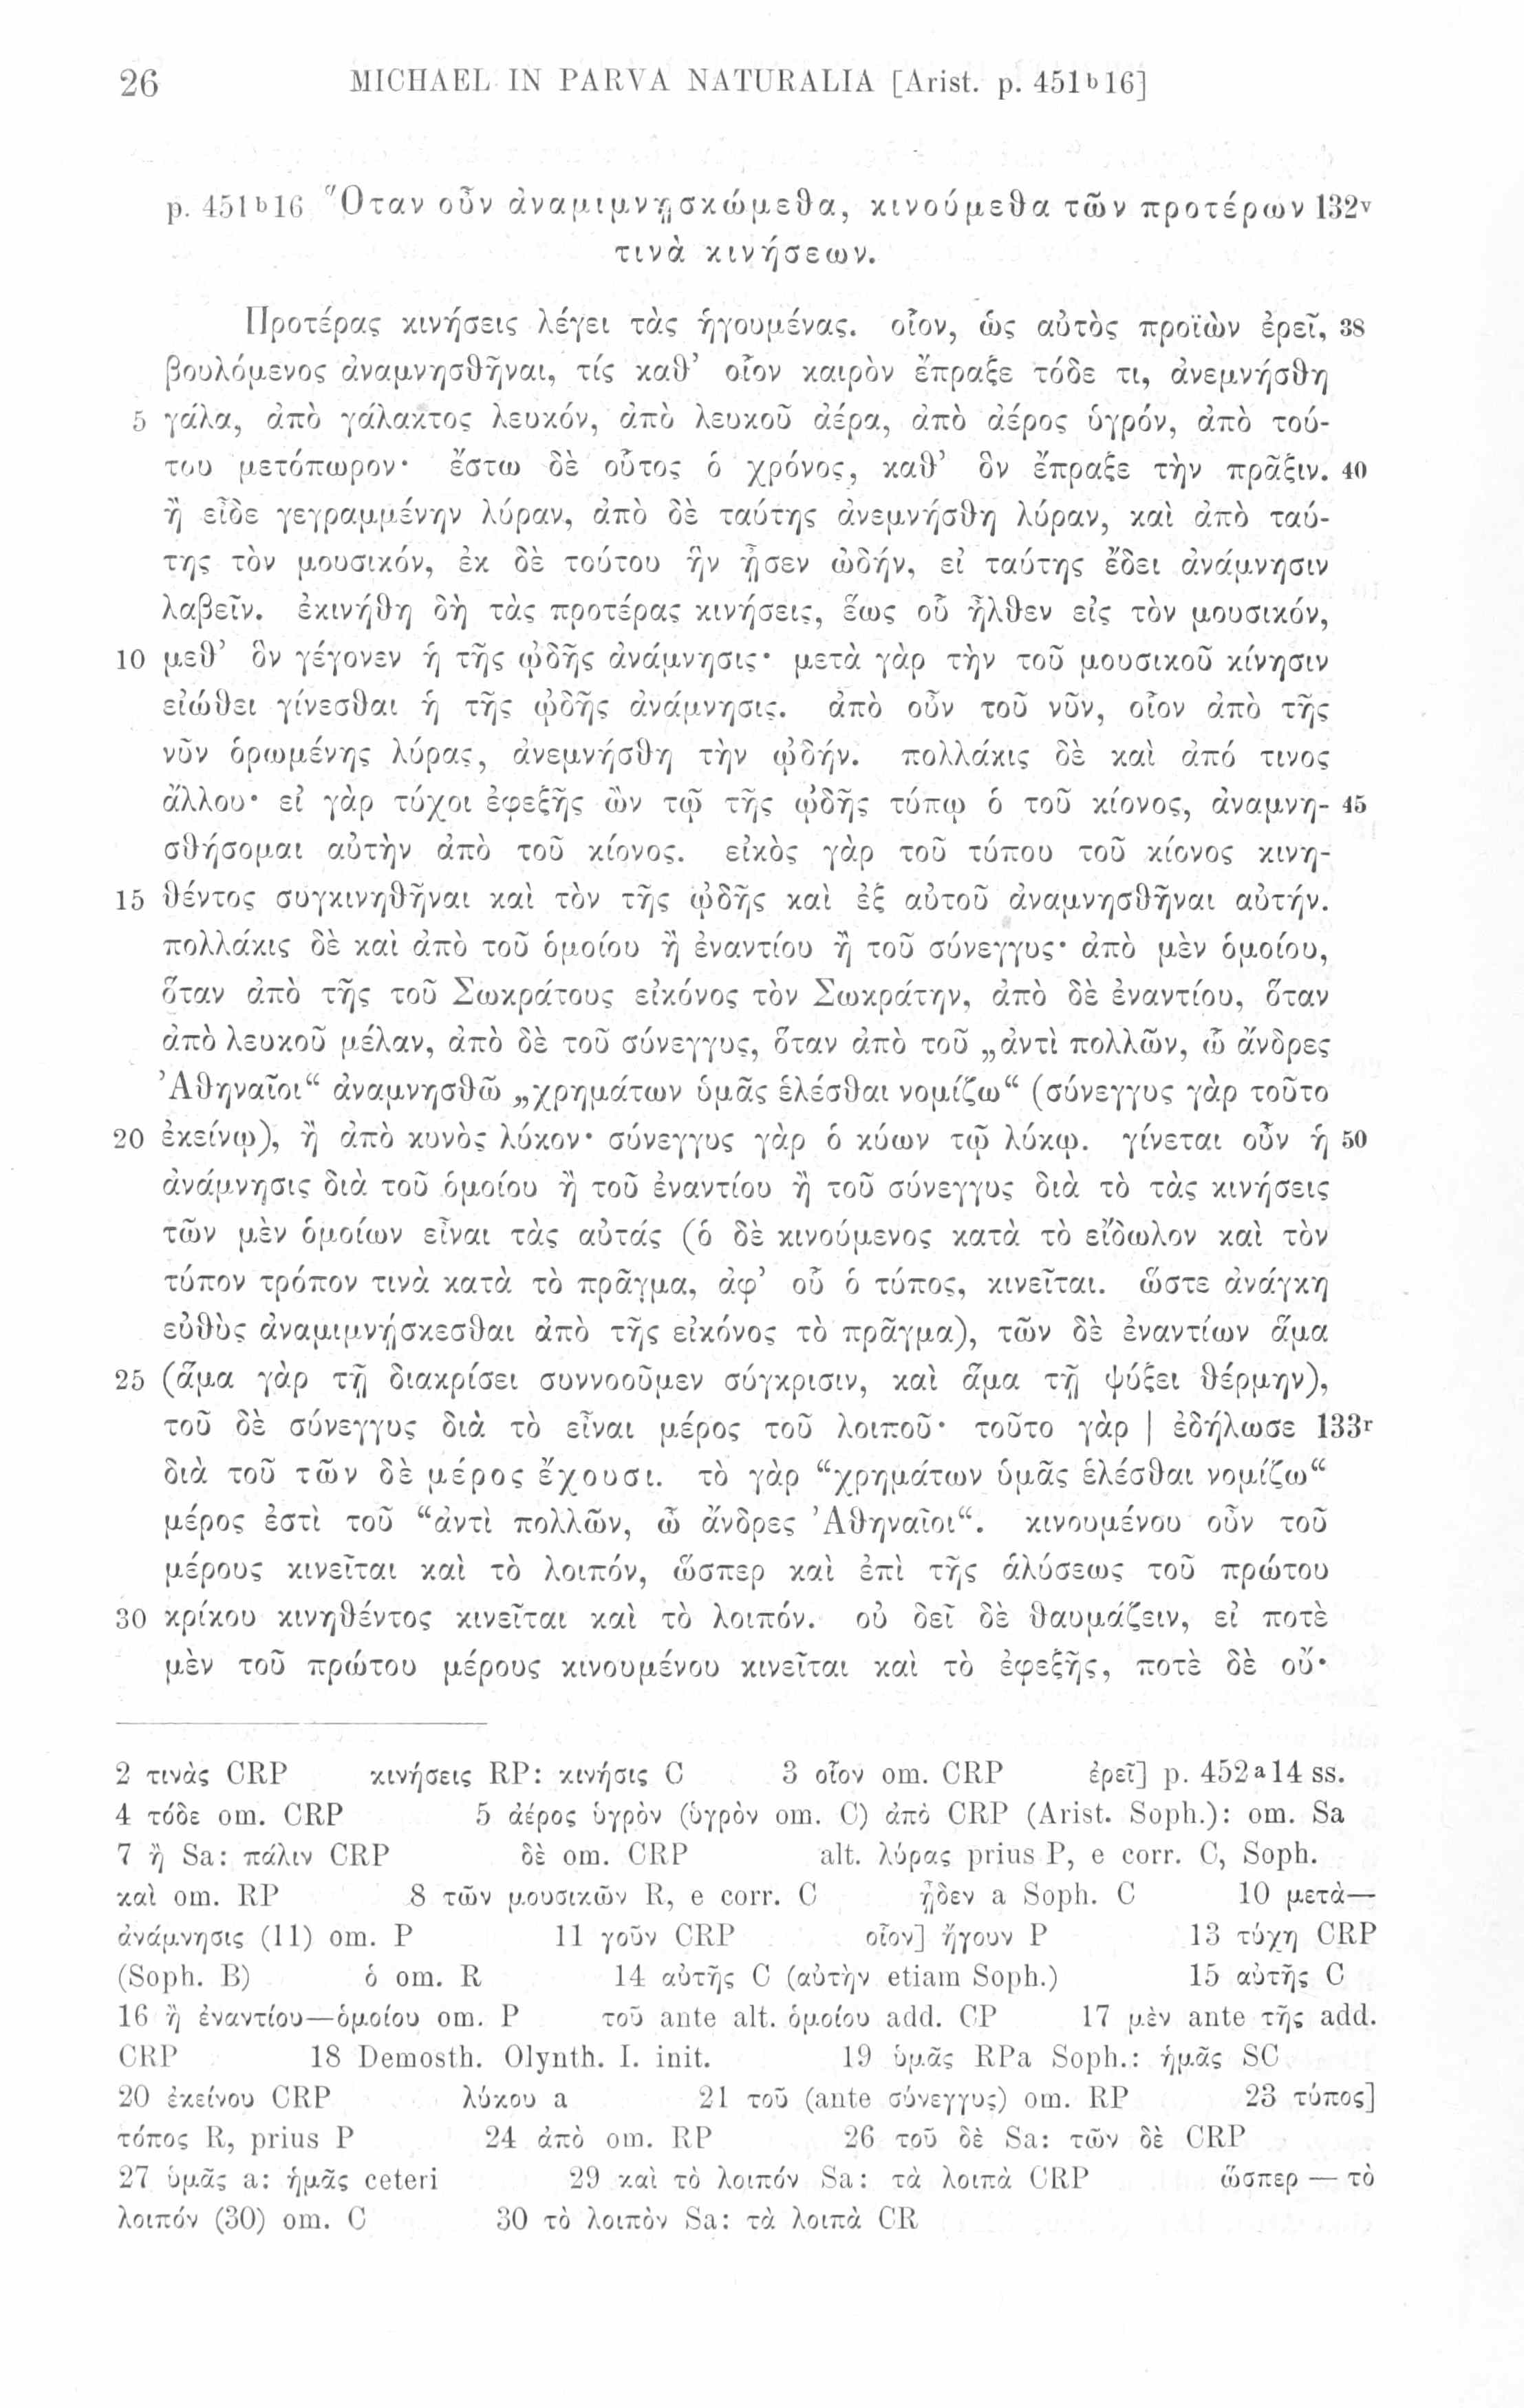 26 MICHAEL IN PARVA NATURALIA [Arist. p. 451b16]
p. 451b16 Ὅταν οὖν ἀναμιμνῃσκώμεθα, κινούμεθα τῶν προτέρων 132v
τινὰ κινήσεων.
Προτέρας κινήσεις λέγει τὰς ἡγουμένας. οἷον, ὡς αὐτὸς προϊὼν ἐρεῖ, 38
βουλόμενος ἀναμνησθῆναι, τίς καθ’ οἷον καιρὸν ἔπραξε τόδε τι, ἀνεμνήσθη
5 γάλα, ἀπὸ γάλακτος λευκόν, ἀπὸ λευκοῦ ἀέρα, ἀπὸ ἀέρος ὑγρόν, ἀπὸ τού-
του μετόπωρον· ἔστω δὲ οὗτος ὁ χρόνος, καθ’ ὃν ἔπραξε τὴν πρᾶξιν. 40
ἢ εἶδε γεγραμμένην λύραν, ἀπὸ δὲ ταύτης ἀνεμνήσθη λύραν, καὶ ἀπὸ ταύ-
της τὸν μουσικόν, ἐκ δὲ τούτου ἣν ᾖσεν ὠδήν, εἰ ταύτης ἔδει ἀνάμνησιν
λαβεῖν. ἐκινήθη δὴ τὰς προτέρας κινήσεις, ἕως οὗ ἦλθεν εἰς τὸν μουσικόν,
10 μεθ’ ὃν γέγονεν ἡ τῆς ᾠδῆς ἀνάμνησις· μετὰ γὰρ τὴν τοῦ μουσικοῦ κίνησιν
εἰώθει γίνεσθαι ἡ τῆς ᾠδῆς ἀνάμνησις. ἀπὸ οὖν τοῦ νῦν, οἷον ἀπὸ τῆς
νῦν ὁρωμένης λύρας, ἀνεμνήσθη τὴν ᾠδήν. πολλάκις δὲ καὶ ἀπό τινος
ἄλλου· εἰ γὰρ τύχοι ἐφεξῆς ὢν τῷ τῆς ᾠδῆς τύπῳ ὁ τοῦ κίονος, ἀναμνη- 45
σθήσομαι αὐτὴν ἀπὸ τοῦ κίονος. εἰκὸς γὰρ τοῦ τύπου τοῦ κίονος κινη-
15 θέντος συγκινηθῆναι καὶ τὸν τῆς ᾠδῆς καὶ ἐξ αὐτοῦ ἀναμνησθῆναι αὐτήν.
πολλάκις δὲ καὶ ἀπὸ τοῦ ὁμοίου ἢ ἐναντίου ἢ τοῦ σύνεγγυς· ἀπὸ μὲν ὁμοίου,
ὅταν ἀπὸ τῆς τοῦ Σωκράτους εἰκόνος τὸν Σωκράτην, ἀπὸ δὲ ἐναντίου, ὅταν
ἀπὸ λευκοῦ μέλαν, ἀπὸ δὲ τοῦ σύνεγγυς, ὅταν ἀπὸ τοῦ „ἀντὶ πολλῶν, ὦ ἄνδρες
Ἀθηναῖοι“ ἀναμνησθῶ „χρημάτων ὑμᾶς ἑλέσθαι νομίζω“ (σύνεγγυς γὰρ τοῦτο
20 ἐκείνῳ), ἢ ἀπὸ κυνὸς λύκον· σύνεγγυς γὰρ ὁ κύων τῷ λύκῳ. γίνεται οὖν ἡ 50
ἀνάμνησις διὰ τοῦ ὁμοίου ἢ τοῦ ἐναντίου ἢ τοῦ σύνεγγυς διὰ τὸ τὰς κινήσεις
τῶν μὲν ὁμοίων εἶναι τὰς αὐτάς (ὁ δὲ κινούμενος κατὰ τὸ εἴδωλον καὶ τὸν
τύπον τρόπον τινὰ κατὰ τὸ πρᾶγμα, ἀφ’ οὗ ὁ τύπος, κινεῖται. ὥστε ἀνάγκη
εὐθὺς ἀναμιμνήσκεσθαι ἀπὸ τῆς εἰκόνος τὸ πρᾶγμα), τῶν δὲ ἐναντίων ἅμα
25 (ἅμα γὰρ τῇ διακρίσει συννοοῦμεν σύγκρισιν, καὶ ἅμα τῇ ψύξει θέρμην),
τοῦ δὲ σύνεγγυς διὰ τὸ εἶναι μέρος τοῦ λοιποῦ· τοῦτο γὰρ | ἐδήλωσε 133r
διὰ τοῦ τῶν δὲ μέρος ἔχουσι. τὸ γὰρ “χρημάτων ὑμᾶς ἑλέσθαι νομίζω“
μέρος ἐστὶ τοῦ “ἀντὶ πολλῶν, ὦ ἄνδρες Ἀθηναῖοι“. κινουμένου οὖν τοῦ
μέρους κινεῖται καὶ τὸ λοιπόν, ὥσπερ καὶ ἐπὶ τῆς ἁλύσεως τοῦ πρώτου
30 κρίκου κινηθέντος κινεῖται καὶ τὸ λοιπόν. οὐ δεῖ δὲ θαυμάζειν, εἰ ποτὲ
μὲν τοῦ πρώτου μέρους κινουμένου κινεῖται καὶ τὸ ἐφεξῆς, ποτὲ δὲ οὔ·
2 τινὰς CRP κινήσεις RP: κινήσις C 3 οἷον om. CRP ἐρεῖ] p. 452a14 ss.
4 τόδε om. CRP 5 ἀέρος ὑγρὸν (ὑγρὸν om. C) ἀπὸ CRP (Arist. Soph.): om. Sa
7 ἢ Sa: πάλιν CRP δὲ om. CRP alt. λύρας prius P, e corr. C, Soph.
καὶ om. RP 8 τῶν μουσικῶν R, e corr. C ᾖδεν a Soph. C 10 μετὰ—
ἀνάμνησις (11) om. P 11 γοῦν CRP οἷον] ἤγουν P 13 τύχῃ CRP
(Soph. B) ὁ om. R 14 αὐτῆς C (αὐτὴν etiam Soph.) 15 αὐτῆς C
16 ἢ ἐναντίου—ὁμοίου om. P τοῦ ante alt. ὁμοίου add. CP 17 μὲν ante τῆς add.
CRP 18 Demosth. Olynth. I. init. 19 ὑμᾶς RPa Soph.: ἡμᾶς SC
20 ἐκείνου CRP λύκου a 21 τοῦ (ante σύνεγγυς) om. RP 23 τύπος]
τόπος R, prius P 24 ἀπὸ om. RP 26 τοῦ δὲ Sa: τῶν δὲ CRP
27 ὑμᾶς a: ἡμᾶς ceteri 29 καὶ τὸ λοιπόν Sa: τὰ λοιπὰ CRP ὥσπερ — τὸ
λοιπόν (30) om. C 30 τὸ λοιπὸν Sa: τὰ λοιπὰ CR